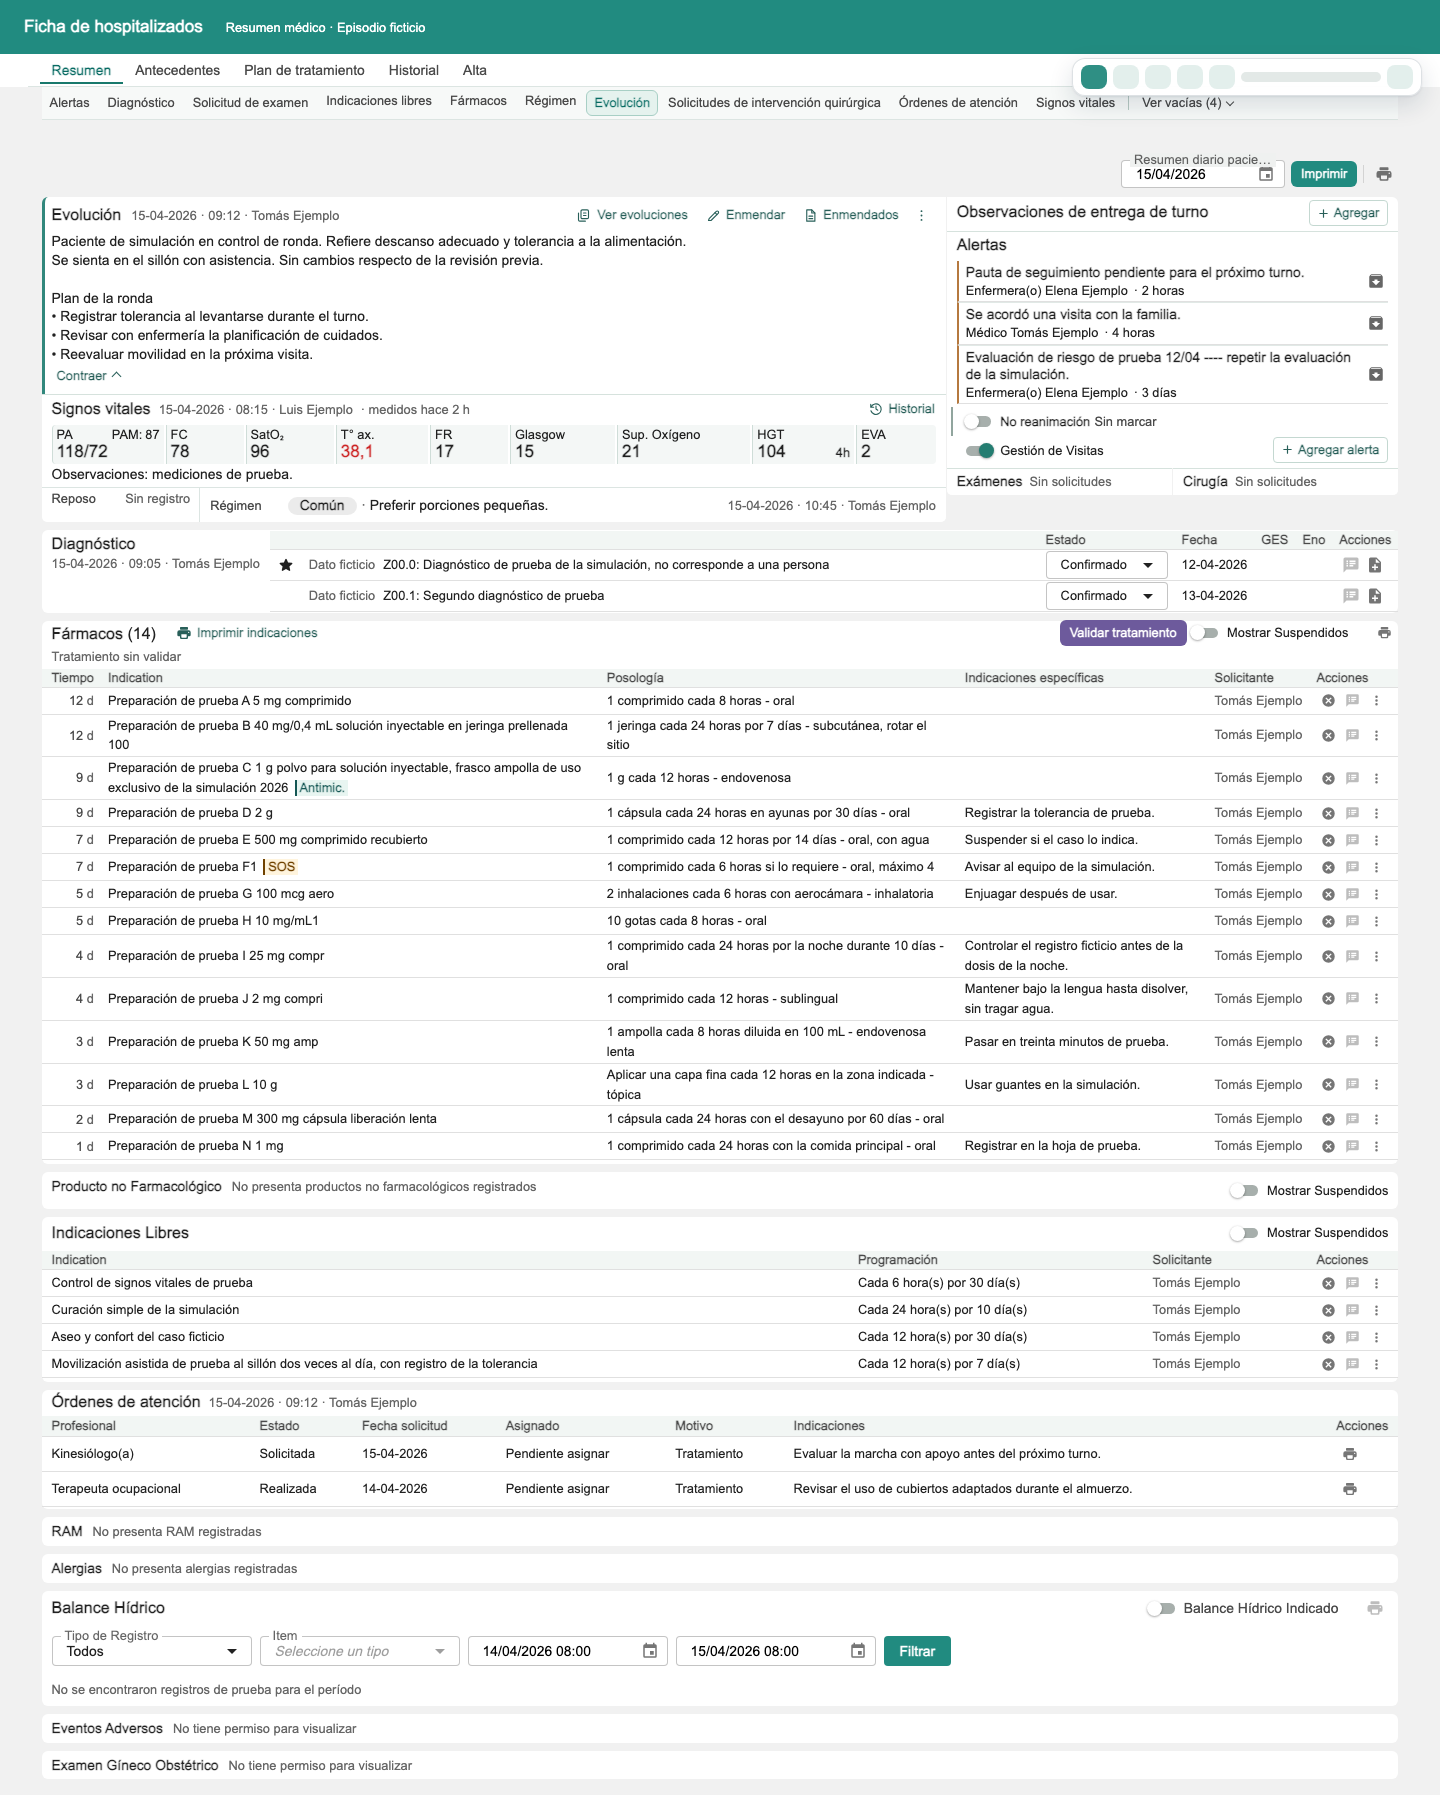 Ficha de hospitalizados Resumen médico · Episodio ficticio
Resumen Antecedentes Plan de tratamiento Historial Alta
Alertas Diagnóstico Solicitud de examen Indicaciones libres Fármacos Régimen Evolución Solicitudes de intervención quirúrgica Órdenes de atención Signos vitales Ver vacías (4)
Resumen diario pacie...
15/04/2026 Imprimir
Evolución 15-04-2026 · 09:12 · Tomás Ejemplo Ver evoluciones Enmendar Enmendados
Paciente de simulación en control de ronda. Refiere descanso adecuado y tolerancia a la alimentación.
Se sienta en el sillón con asistencia. Sin cambios respecto de la revisión previa.
Plan de la ronda
• Registrar tolerancia al levantarse durante el turno.
• Revisar con enfermería la planificación de cuidados.
• Reevaluar movilidad en la próxima visita.
Contraer
Observaciones de entrega de turno + Agregar
Alertas
Pauta de seguimiento pendiente para el próximo turno.
Enfermera(o) Elena Ejemplo · 2 horas
Se acordó una visita con la familia.
Médico Tomás Ejemplo · 4 horas
Evaluación de riesgo de prueba 12/04 ---- repetir la evaluación
de la simulación.
Enfermera(o) Elena Ejemplo · 3 días
No reanimación Sin marcar
Gestión de Visitas + Agregar alerta
Exámenes Sin solicitudes Cirugía Sin solicitudes
Signos vitales 15-04-2026 · 08:15 · Luis Ejemplo · medidos hace 2 h Historial
PA PAM: 87 FC SatO₂ T° ax. FR Glasgow Sup. Oxígeno HGT EVA
118/72 78 96 38,1 17 15 21 104 4h 2
Observaciones: mediciones de prueba.
Reposo Sin registro Régimen Común · Preferir porciones pequeñas. 15-04-2026 · 10:45 · Tomás Ejemplo
Diagnóstico
15-04-2026 · 09:05 · Tomás Ejemplo
Estado Fecha GES Eno Acciones
Dato ficticio Z00.0: Diagnóstico de prueba de la simulación, no corresponde a una persona Confirmado 12-04-2026
Dato ficticio Z00.1: Segundo diagnóstico de prueba Confirmado 13-04-2026
Fármacos (14) Imprimir indicaciones Validar tratamiento Mostrar Suspendidos
Tratamiento sin validar
Tiempo Indication Posología Indicaciones específicas Solicitante Acciones
12 d Preparación de prueba A 5 mg comprimido 1 comprimido cada 8 horas - oral Tomás Ejemplo
12 d Preparación de prueba B 40 mg/0,4 mL solución inyectable en jeringa prellenada 100 1 jeringa cada 24 horas por 7 días - subcutánea, rotar el sitio Tomás Ejemplo
9 d Preparación de prueba C 1 g polvo para solución inyectable, frasco ampolla de uso exclusivo de la simulación 2026 Antimic. 1 g cada 12 horas - endovenosa Tomás Ejemplo
9 d Preparación de prueba D 2 g 1 cápsula cada 24 horas en ayunas por 30 días - oral Registrar la tolerancia de prueba. Tomás Ejemplo
7 d Preparación de prueba E 500 mg comprimido recubierto 1 comprimido cada 12 horas por 14 días - oral, con agua Suspender si el caso lo indica. Tomás Ejemplo
7 d Preparación de prueba F1 SOS 1 comprimido cada 6 horas si lo requiere - oral, máximo 4 Avisar al equipo de la simulación. Tomás Ejemplo
5 d Preparación de prueba G 100 mcg aero 2 inhalaciones cada 6 horas con aerocámara - inhalatoria Enjuagar después de usar. Tomás Ejemplo
5 d Preparación de prueba H 10 mg/mL1 10 gotas cada 8 horas - oral Tomás Ejemplo
4 d Preparación de prueba I 25 mg compr 1 comprimido cada 24 horas por la noche durante 10 días - oral Controlar el registro ficticio antes de la dosis de la noche. Tomás Ejemplo
4 d Preparación de prueba J 2 mg compri 1 comprimido cada 12 horas - sublingual Mantener bajo la lengua hasta disolver, sin tragar agua. Tomás Ejemplo
3 d Preparación de prueba K 50 mg amp 1 ampolla cada 8 horas diluida en 100 mL - endovenosa lenta Pasar en treinta minutos de prueba. Tomás Ejemplo
3 d Preparación de prueba L 10 g Aplicar una capa fina cada 12 horas en la zona indicada - tópica Usar guantes en la simulación. Tomás Ejemplo
2 d Preparación de prueba M 300 mg cápsula liberación lenta 1 cápsula cada 24 horas con el desayuno por 60 días - oral Tomás Ejemplo
1 d Preparación de prueba N 1 mg 1 comprimido cada 24 horas con la comida principal - oral Registrar en la hoja de prueba. Tomás Ejemplo
Producto no Farmacológico No presenta productos no farmacológicos registrados Mostrar Suspendidos
Indicaciones Libres Mostrar Suspendidos
Indication Programación Solicitante Acciones
Control de signos vitales de prueba Cada 6 hora(s) por 30 día(s) Tomás Ejemplo
Curación simple de la simulación Cada 24 hora(s) por 10 día(s) Tomás Ejemplo
Aseo y confort del caso ficticio Cada 12 hora(s) por 30 día(s) Tomás Ejemplo
Movilización asistida de prueba al sillón dos veces al día, con registro de la tolerancia Cada 12 hora(s) por 7 día(s) Tomás Ejemplo
Órdenes de atención 15-04-2026 · 09:12 · Tomás Ejemplo
Profesional Estado Fecha solicitud Asignado Motivo Indicaciones Acciones
Kinesiólogo(a) Solicitada 15-04-2026 Pendiente asignar Tratamiento Evaluar la marcha con apoyo antes del próximo turno.
Terapeuta ocupacional Realizada 14-04-2026 Pendiente asignar Tratamiento Revisar el uso de cubiertos adaptados durante el almuerzo.
RAM No presenta RAM registradas
Alergias No presenta alergias registradas
Balance Hídrico Balance Hídrico Indicado
Tipo de Registro Item
Todos Seleccione un tipo 14/04/2026 08:00 15/04/2026 08:00 Filtrar
No se encontraron registros de prueba para el período
Eventos Adversos No tiene permiso para visualizar
Examen Gíneco Obstétrico No tiene permiso para visualizar